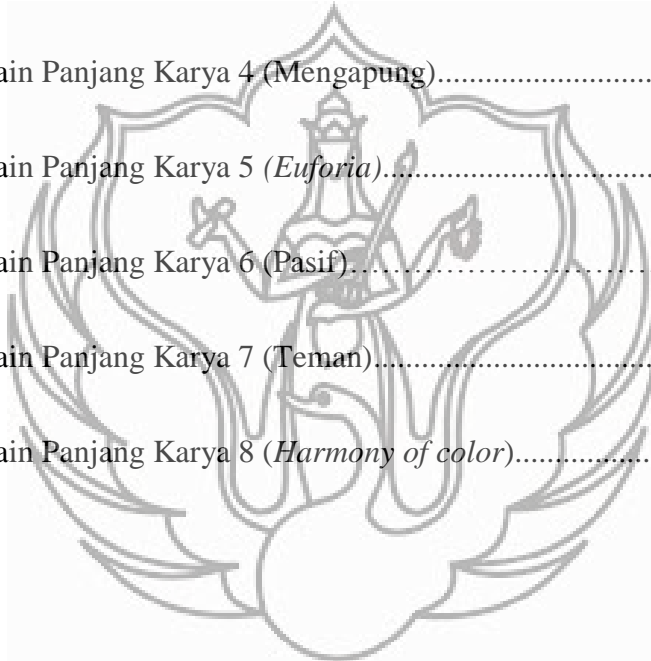 ain Panjang Karya 4 (Mengapung)............................
ain Panjang Karya 5 (Euforia)...................................
ain Panjang Karya 6 (Pasif)……………………………
ain Panjang Karya 7 (Teman)....................................
ain Panjang Karya 8 (Harmony of color)..................